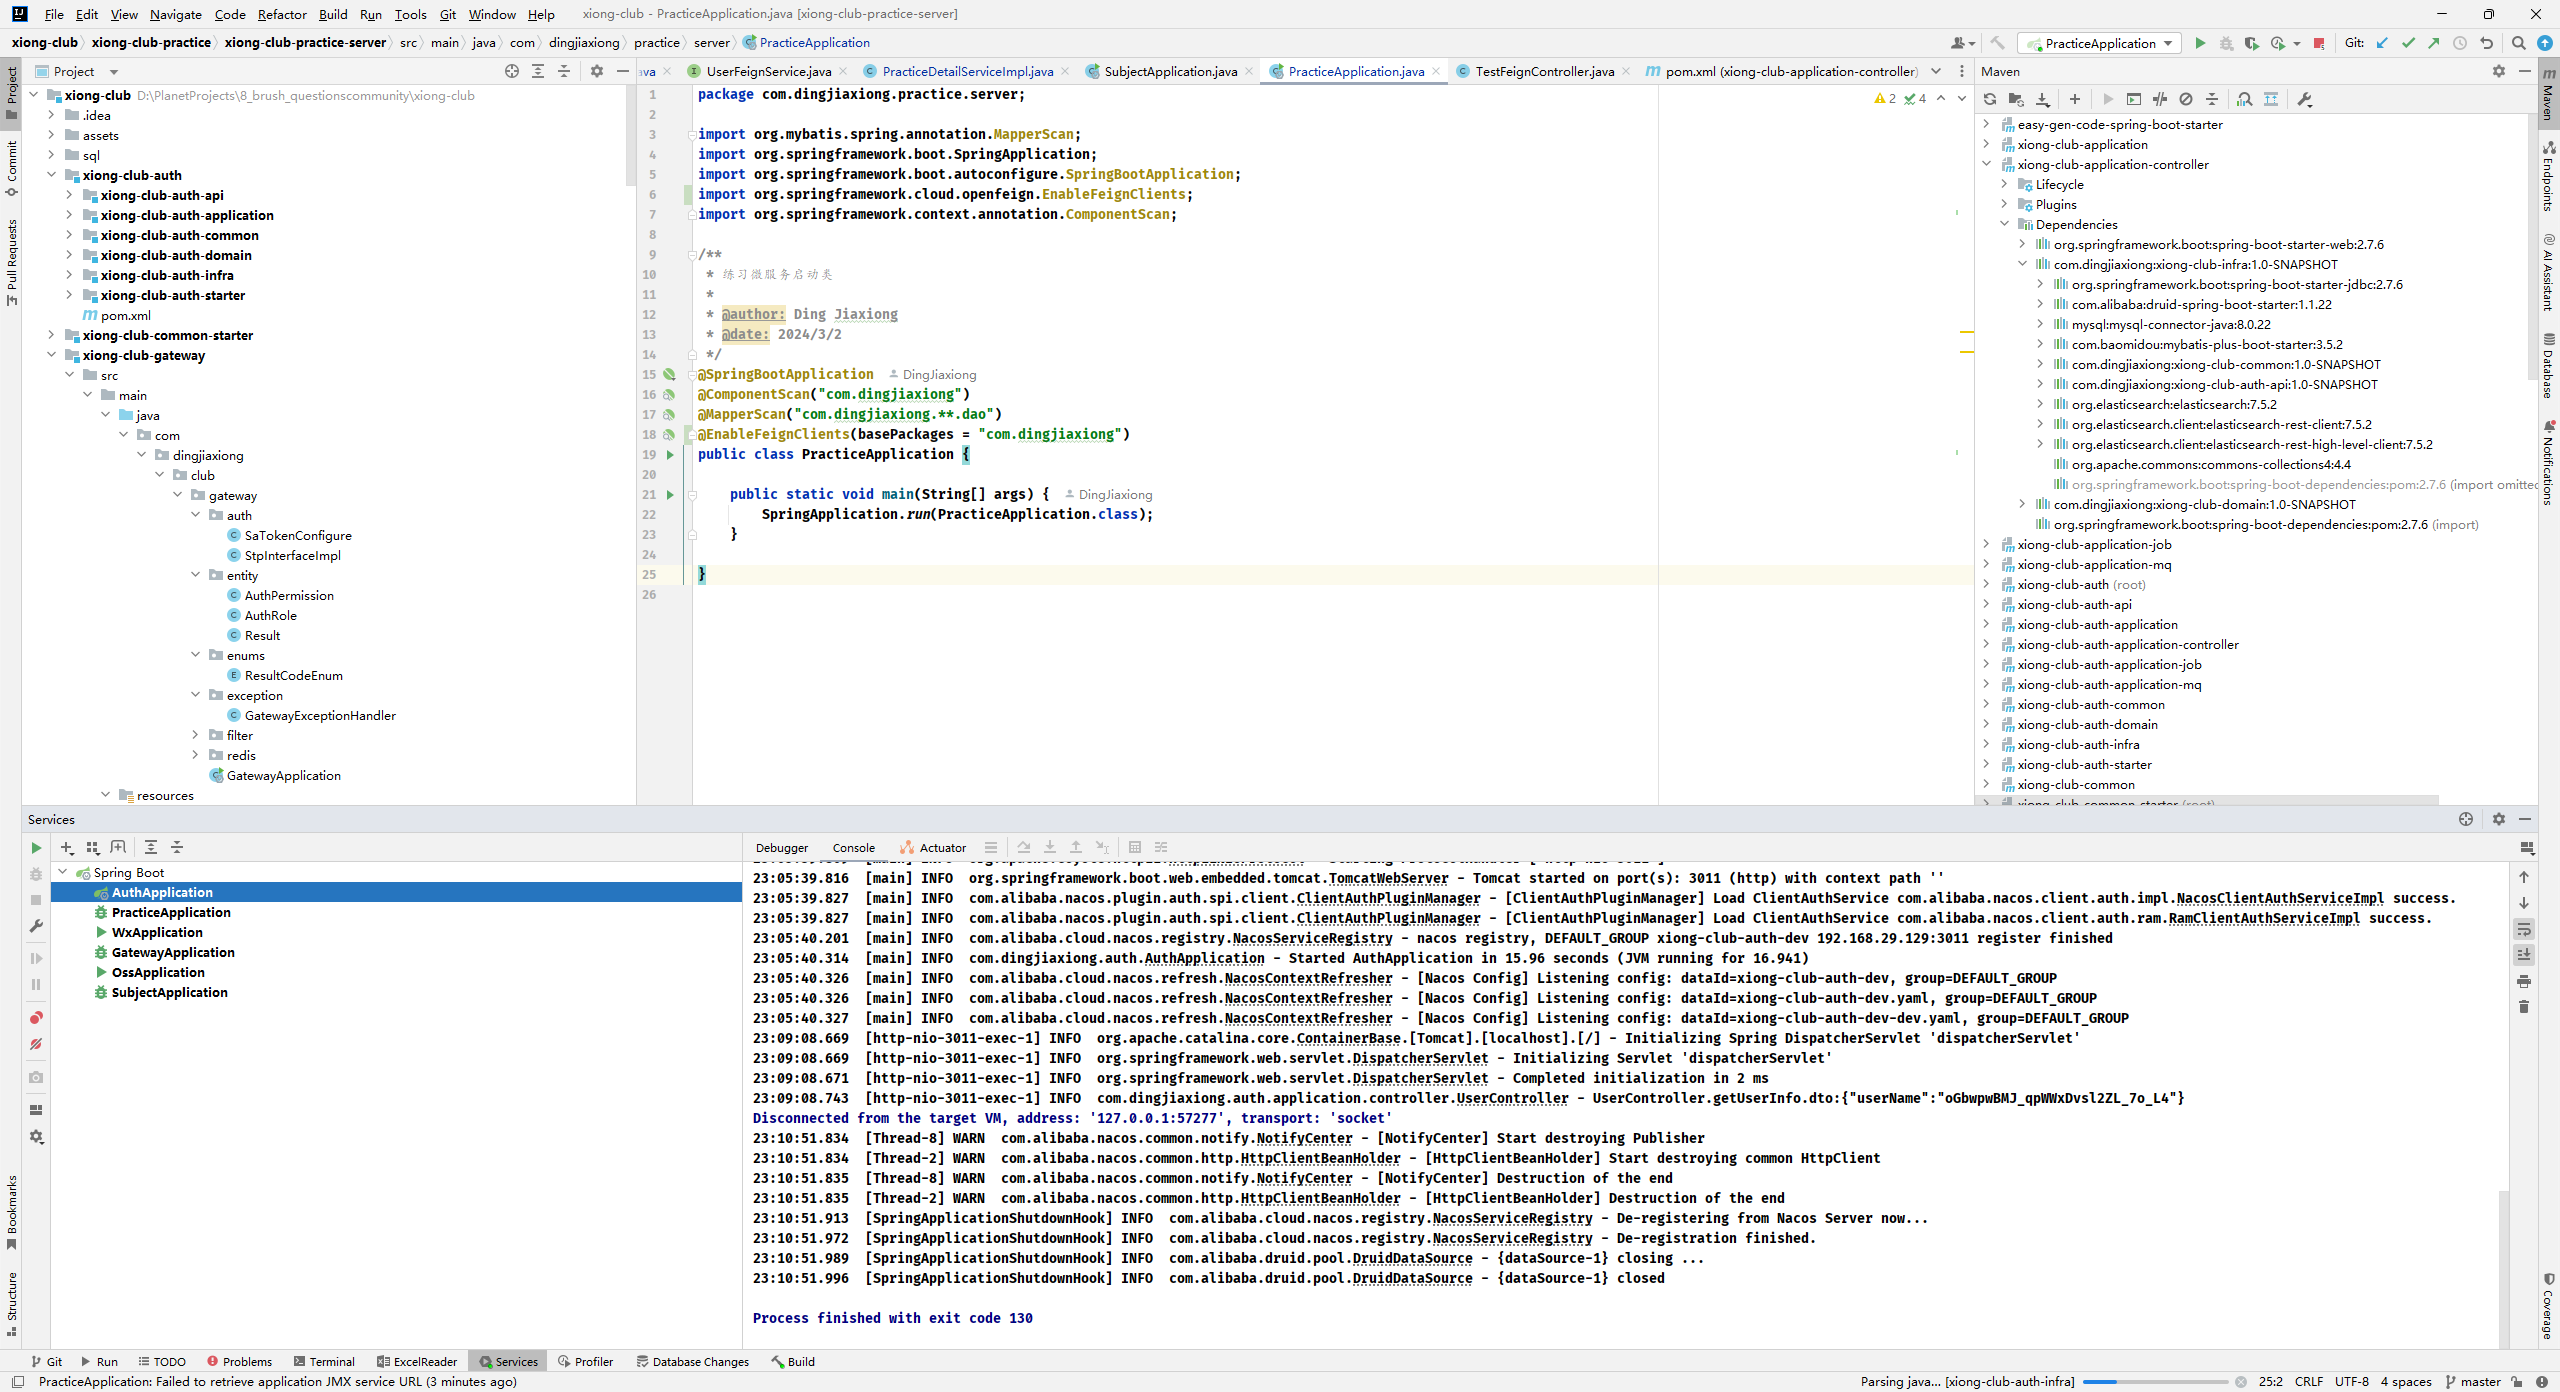 File Edit View Navigate Code Refactor Build Run Tools Git Window Help xiong-club - PracticeApplication.java [xiong-club-practice-server]
xiong-club xiong-club-practice xiong-club-practice-server src main java com dingjiaxiong practice server PracticeApplication
PracticeApplication Git:
Project
ava UserFeignService.java PracticeDetailServiceImpl.java SubjectApplication.java PracticeApplication.java TestFeignController.java pom.xml (xiong-club-application-controller)
Maven
Project
Commit
Pull Requests
Bookmarks
Structure
xiong-club D:\PlanetProjects\8_brush_questionscommunity\xiong-club
.idea
assets
sql
xiong-club-auth
xiong-club-auth-api
xiong-club-auth-application
xiong-club-auth-common
xiong-club-auth-domain
xiong-club-auth-infra
xiong-club-auth-starter
pom.xml
xiong-club-common-starter
xiong-club-gateway
src
main
java
com
dingjiaxiong
club
gateway
auth
SaTokenConfigure
StpInterfaceImpl
entity
AuthPermission
AuthRole
Result
enums
ResultCodeEnum
exception
GatewayExceptionHandler
filter
redis
GatewayApplication
resources
2 4
1 package com.dingjiaxiong.practice.server;
2
3 import org.mybatis.spring.annotation.MapperScan;
4 import org.springframework.boot.SpringApplication;
5 import org.springframework.boot.autoconfigure.SpringBootApplication;
6 import org.springframework.cloud.openfeign.EnableFeignClients;
7 import org.springframework.context.annotation.ComponentScan;
8
9 /**
10 * 练习微服务启动类
11 *
12 * @author: Ding Jiaxiong
13 * @date: 2024/3/2
14 */
15 @SpringBootApplication DingJiaxiong
16 @ComponentScan("com.dingjiaxiong")
17 @MapperScan("com.dingjiaxiong.**.dao")
18 @EnableFeignClients(basePackages = "com.dingjiaxiong")
19 public class PracticeApplication {
20
21 public static void main(String[] args) { DingJiaxiong
22 SpringApplication.run(PracticeApplication.class);
23 }
24
25 }
26
easy-gen-code-spring-boot-starter
xiong-club-application
xiong-club-application-controller
Lifecycle
Plugins
Dependencies
org.springframework.boot:spring-boot-starter-web:2.7.6
com.dingjiaxiong:xiong-club-infra:1.0-SNAPSHOT
org.springframework.boot:spring-boot-starter-jdbc:2.7.6
com.alibaba:druid-spring-boot-starter:1.1.22
mysql:mysql-connector-java:8.0.22
com.baomidou:mybatis-plus-boot-starter:3.5.2
com.dingjiaxiong:xiong-club-common:1.0-SNAPSHOT
com.dingjiaxiong:xiong-club-auth-api:1.0-SNAPSHOT
org.elasticsearch:elasticsearch:7.5.2
org.elasticsearch.client:elasticsearch-rest-client:7.5.2
org.elasticsearch.client:elasticsearch-rest-high-level-client:7.5.2
org.apache.commons:commons-collections4:4.4
org.springframework.boot:spring-boot-dependencies:pom:2.7.6 (import omitted
com.dingjiaxiong:xiong-club-domain:1.0-SNAPSHOT
org.springframework.boot:spring-boot-dependencies:pom:2.7.6 (import)
xiong-club-application-job
xiong-club-application-mq
xiong-club-auth (root)
xiong-club-auth-api
xiong-club-auth-application
xiong-club-auth-application-controller
xiong-club-auth-application-job
xiong-club-auth-application-mq
xiong-club-auth-common
xiong-club-auth-domain
xiong-club-auth-infra
xiong-club-auth-starter
xiong-club-common
xiong-club-common-starter (root)
Maven
Endpoints
AI Assistant
Database
Notifications
Coverage
Services
Debugger Console Actuator
Spring Boot
AuthApplication
PracticeApplication
WxApplication
GatewayApplication
OssApplication
SubjectApplication
23:05:39.816 [main] INFO org.springframework.boot.web.embedded.tomcat.TomcatWebServer - Tomcat started on port(s): 3011 (http) with context path ''
23:05:39.827 [main] INFO com.alibaba.nacos.plugin.auth.spi.client.ClientAuthPluginManager - [ClientAuthPluginManager] Load ClientAuthService com.alibaba.nacos.client.auth.impl.NacosClientAuthServiceImpl success.
23:05:39.827 [main] INFO com.alibaba.nacos.plugin.auth.spi.client.ClientAuthPluginManager - [ClientAuthPluginManager] Load ClientAuthService com.alibaba.nacos.client.auth.ram.RamClientAuthServiceImpl success.
23:05:40.201 [main] INFO com.alibaba.cloud.nacos.registry.NacosServiceRegistry - nacos registry, DEFAULT_GROUP xiong-club-auth-dev 192.168.29.129:3011 register finished
23:05:40.314 [main] INFO com.dingjiaxiong.auth.AuthApplication - Started AuthApplication in 15.96 seconds (JVM running for 16.941)
23:05:40.326 [main] INFO com.alibaba.cloud.nacos.refresh.NacosContextRefresher - [Nacos Config] Listening config: dataId=xiong-club-auth-dev, group=DEFAULT_GROUP
23:05:40.326 [main] INFO com.alibaba.cloud.nacos.refresh.NacosContextRefresher - [Nacos Config] Listening config: dataId=xiong-club-auth-dev.yaml, group=DEFAULT_GROUP
23:05:40.327 [main] INFO com.alibaba.cloud.nacos.refresh.NacosContextRefresher - [Nacos Config] Listening config: dataId=xiong-club-auth-dev-dev.yaml, group=DEFAULT_GROUP
23:09:08.669 [http-nio-3011-exec-1] INFO org.apache.catalina.core.ContainerBase.[Tomcat].[localhost].[/] - Initializing Spring DispatcherServlet 'dispatcherServlet'
23:09:08.669 [http-nio-3011-exec-1] INFO org.springframework.web.servlet.DispatcherServlet - Initializing Servlet 'dispatcherServlet'
23:09:08.671 [http-nio-3011-exec-1] INFO org.springframework.web.servlet.DispatcherServlet - Completed initialization in 2 ms
23:09:08.743 [http-nio-3011-exec-1] INFO com.dingjiaxiong.auth.application.controller.UserController - UserController.getUserInfo.dto:{"userName":"oGbwpwBMJ_qpWWxDvsl2ZL_7o_L4"}
Disconnected from the target VM, address: '127.0.0.1:57277', transport: 'socket'
23:10:51.834 [Thread-8] WARN com.alibaba.nacos.common.notify.NotifyCenter - [NotifyCenter] Start destroying Publisher
23:10:51.834 [Thread-2] WARN com.alibaba.nacos.common.http.HttpClientBeanHolder - [HttpClientBeanHolder] Start destroying common HttpClient
23:10:51.835 [Thread-8] WARN com.alibaba.nacos.common.notify.NotifyCenter - [NotifyCenter] Destruction of the end
23:10:51.835 [Thread-2] WARN com.alibaba.nacos.common.http.HttpClientBeanHolder - [HttpClientBeanHolder] Destruction of the end
23:10:51.913 [SpringApplicationShutdownHook] INFO com.alibaba.cloud.nacos.registry.NacosServiceRegistry - De-registering from Nacos Server now...
23:10:51.972 [SpringApplicationShutdownHook] INFO com.alibaba.cloud.nacos.registry.NacosServiceRegistry - De-registration finished.
23:10:51.989 [SpringApplicationShutdownHook] INFO com.alibaba.druid.pool.DruidDataSource - {dataSource-1} closing ...
23:10:51.996 [SpringApplicationShutdownHook] INFO com.alibaba.druid.pool.DruidDataSource - {dataSource-1} closed
Process finished with exit code 130
Git Run TODO Problems Terminal ExcelReader Services Profiler Database Changes Build
PracticeApplication: Failed to retrieve application JMX service URL (3 minutes ago) Parsing java... [xiong-club-auth-infra] 25:2 CRLF UTF-8 4 spaces master